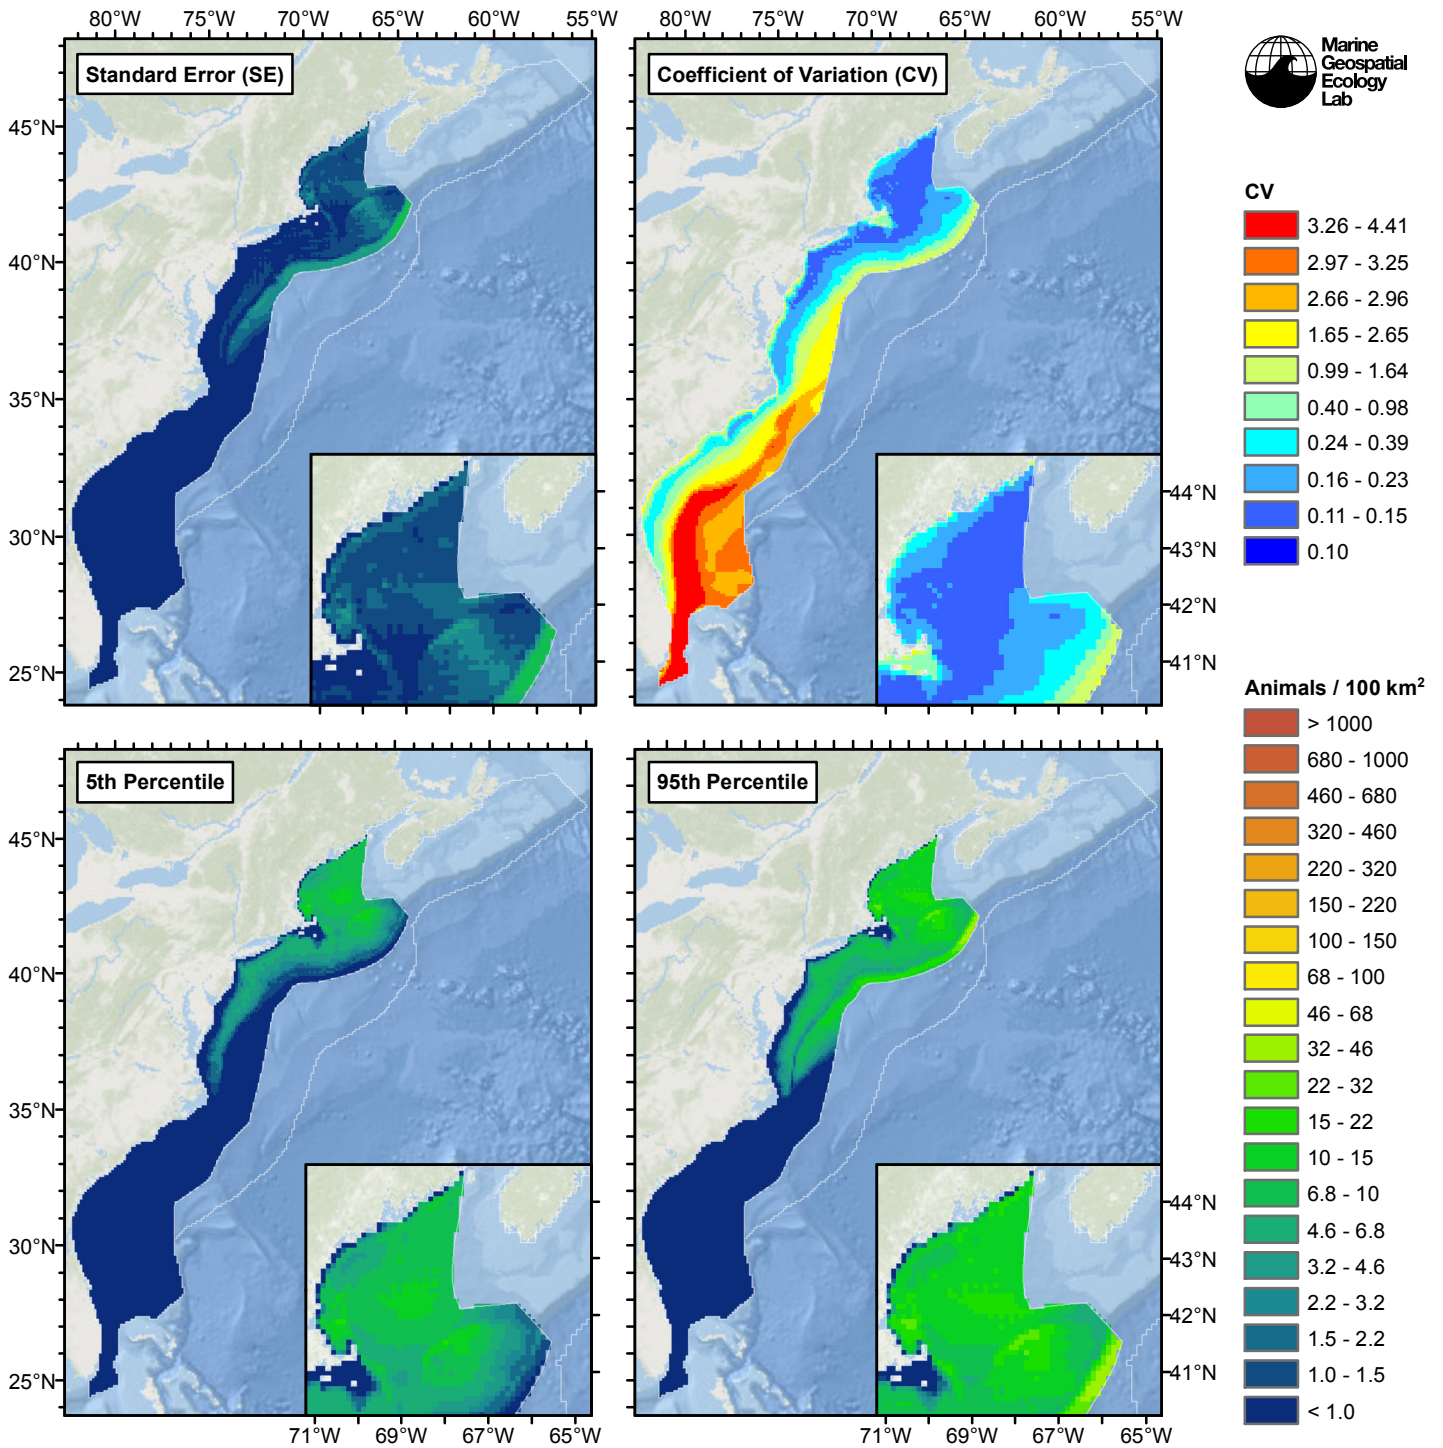 80°W 75°W 70°W 65°W 60°W 55°W
80°W 75°W 70°W 65°W 60°W 55°W
Standard Error (SE)
Coefficient of Variation (CV)
45°N
40°N
35°N
30°N
25°N
44°N
43°N
42°N
41°N
5th Percentile
95th Percentile
45°N
40°N
35°N
30°N
25°N
44°N
43°N
42°N
41°N
71°W 69°W 67°W 65°W
71°W 69°W 67°W 65°W
Marine
Geospatial
Ecology
Lab
CV
3.26 - 4.41
2.97 - 3.25
2.66 - 2.96
1.65 - 2.65
0.99 - 1.64
0.40 - 0.98
0.24 - 0.39
0.16 - 0.23
0.11 - 0.15
0.10
Animals / 100 km²
> 1000
680 - 1000
460 - 680
320 - 460
220 - 320
150 - 220
100 - 150
68 - 100
46 - 68
32 - 46
22 - 32
15 - 22
10 - 15
6.8 - 10
4.6 - 6.8
3.2 - 4.6
2.2 - 3.2
1.5 - 2.2
1.0 - 1.5
< 1.0